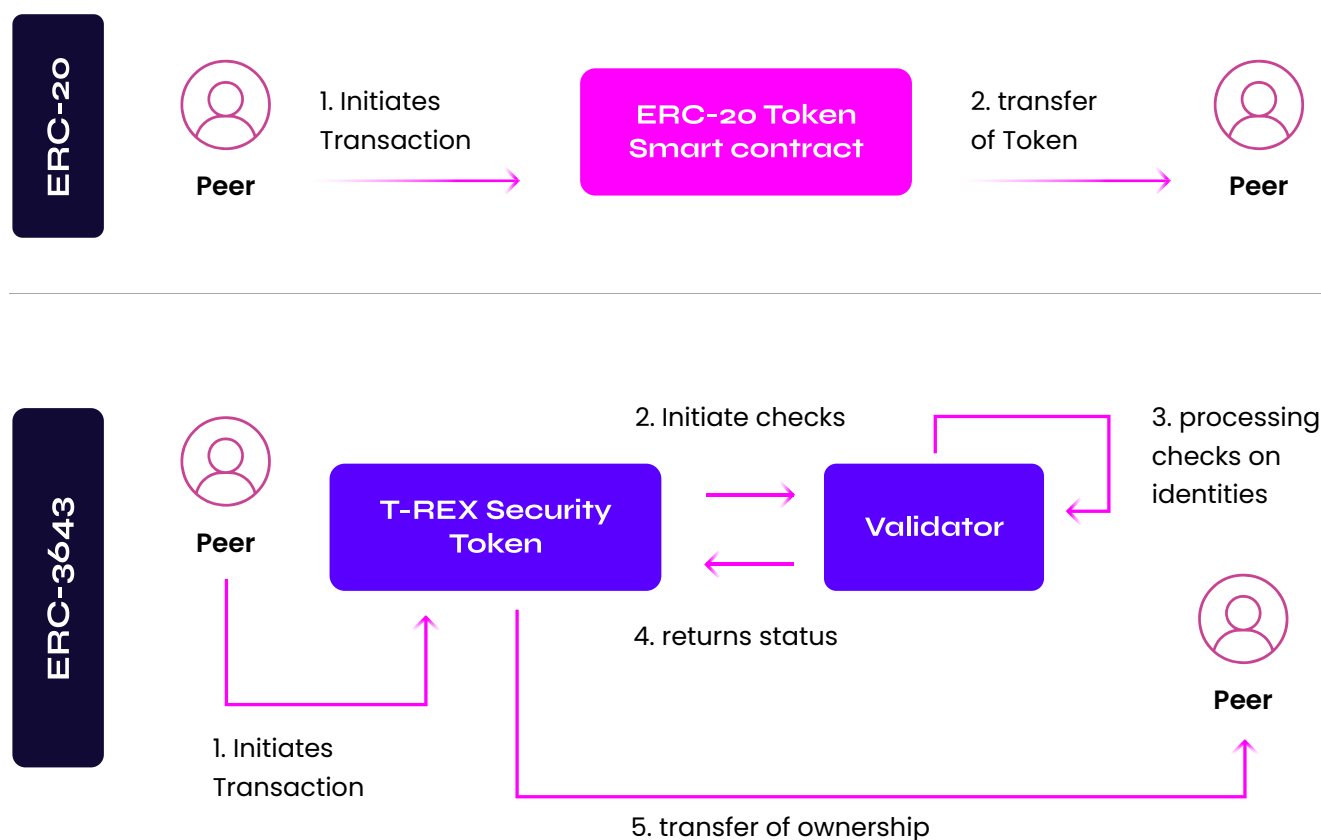 ERC-20
Peer
1. Initiates
Transaction
ERC-20 Token
Smart contract
2. transfer
of Token
Peer
ERC-3643
Peer
1. Initiates
Transaction
T-REX Security
Token
2. Initiate checks
Validator
3. processing
checks on
identities
4. returns status
Peer
5. transfer of ownership